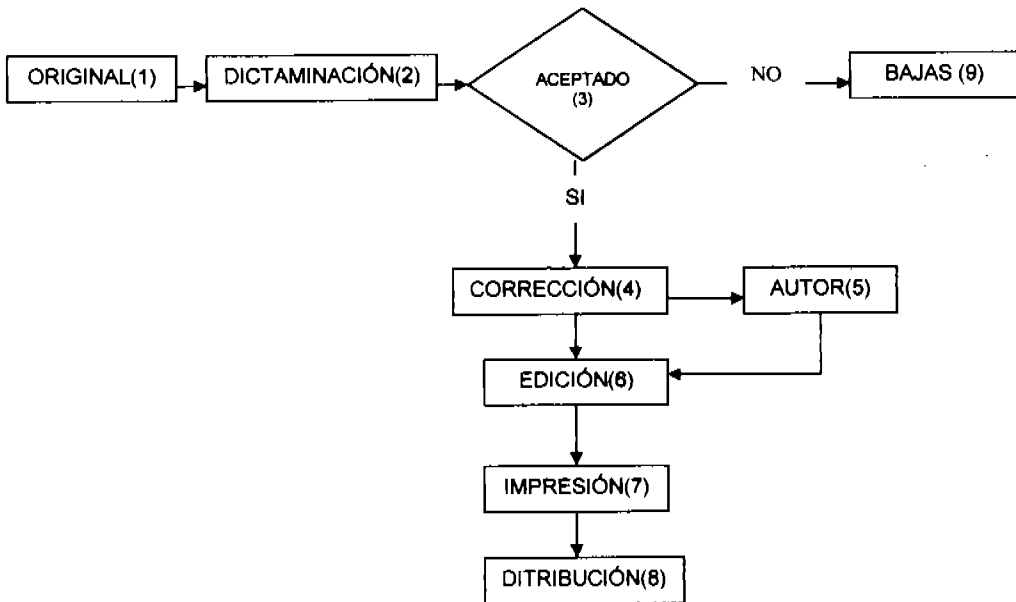 ORIGINAL(1)
DICTAMINACIÓN(2)
ACEPTADO
(3)
NO
BAJAS (9)
SI
CORRECCIÓN(4)
AUTOR(5)
EDICIÓN(6)
IMPRESIÓN(7)
DITRIBUCIÓN(8)